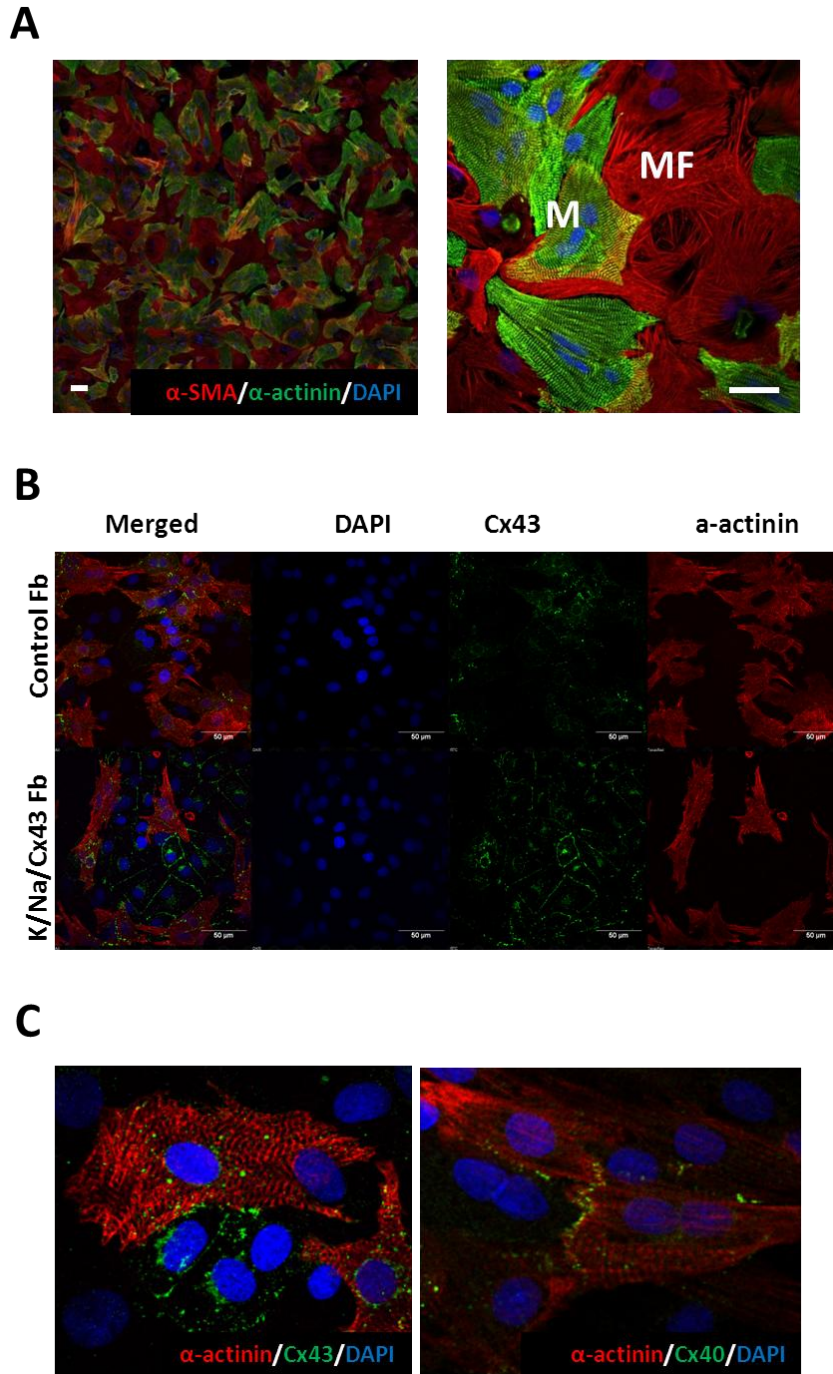 A
MF
M
α-SMA/α-actinin/DAPI
B
Merged DAPI Cx43 a-actinin
Control Fb
50 µm 50 µm 50 µm 50 µm
K/Na/Cx43 Fb
50 µm 50 µm 50 µm 50 µm
C
α-actinin/Cx43/DAPI α-actinin/Cx40/DAPI